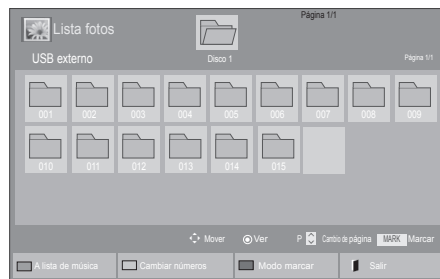 Página 1/1
Lista fotos
USB externo
Disco 1
Página 1/1
001 002 003 004 005 006 007 008 009
010 011 012 013 014 015
Mover Ver P Cambio de página MARK Marcar
A lista de música Cambiar números Modo marcar Salir